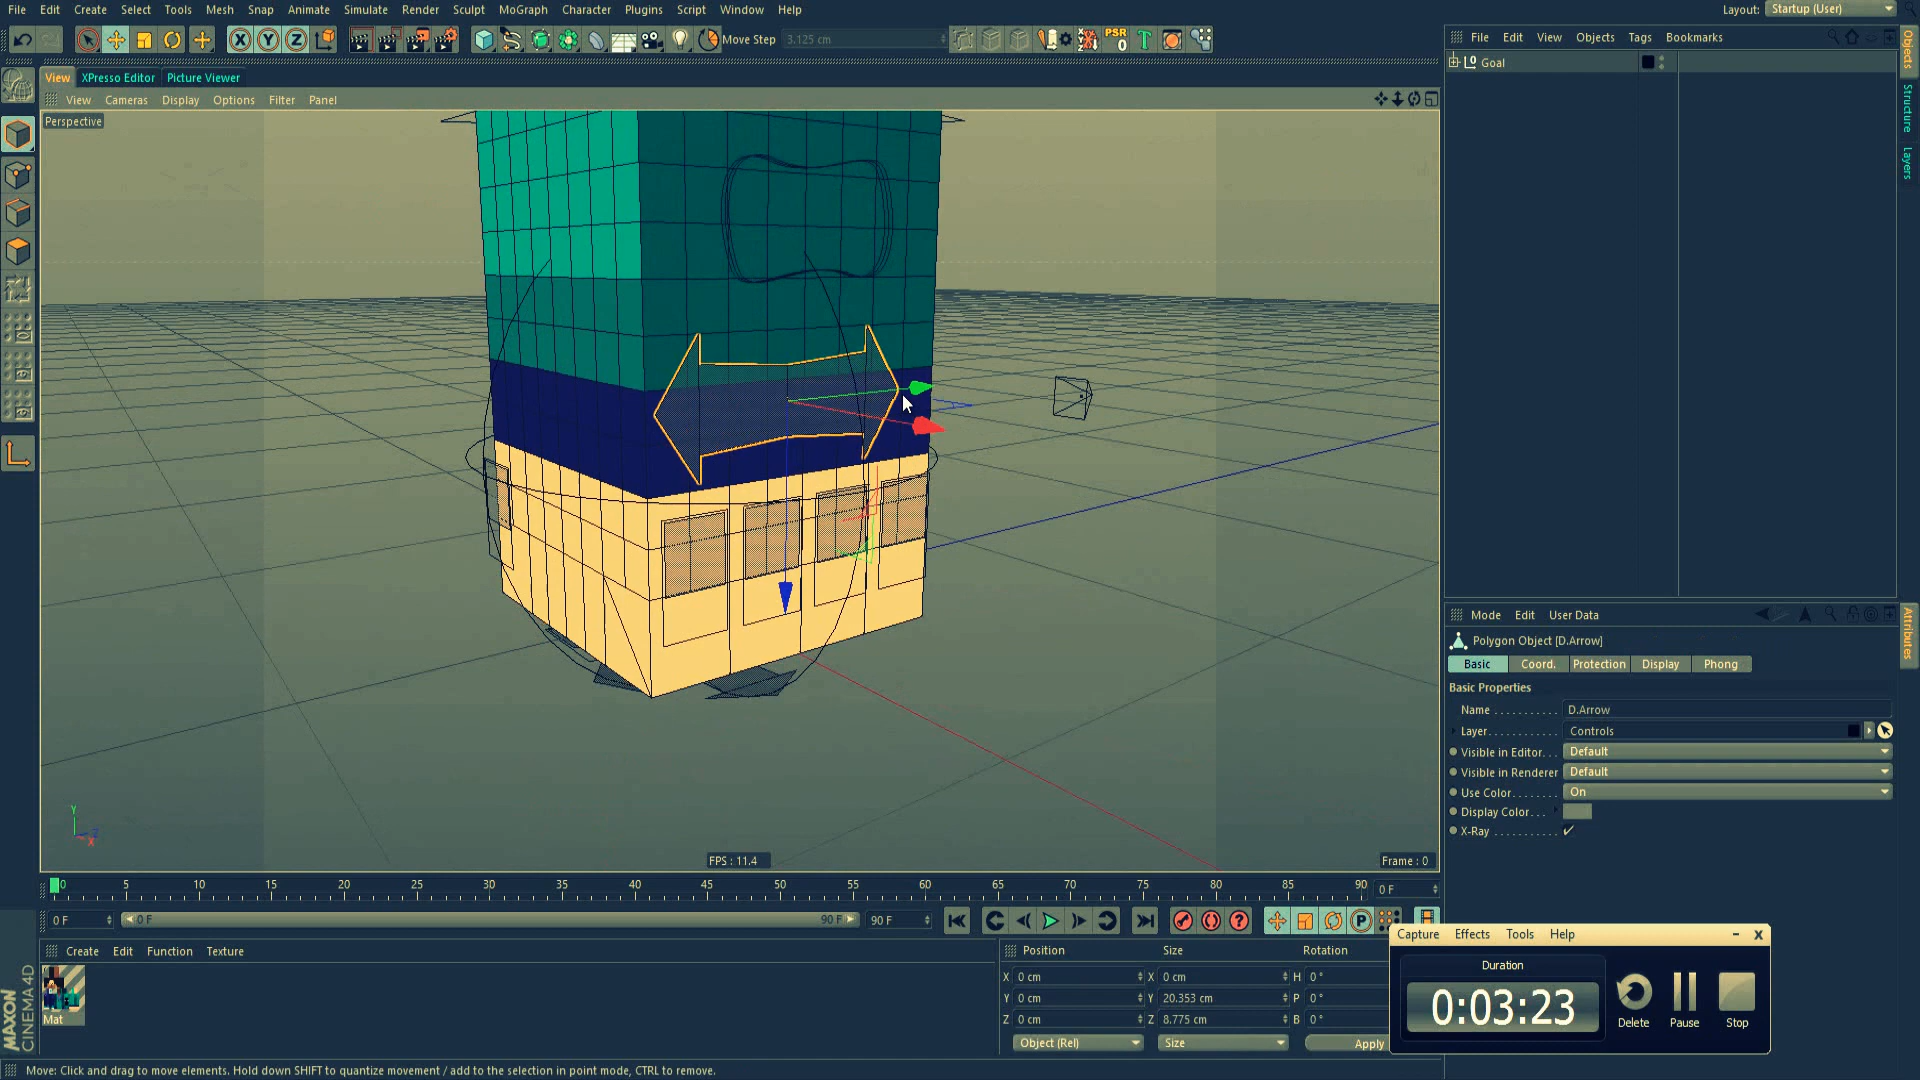 File Edit Create Select Tools Mesh Snap Animate Simulate Render Sculpt MoGraph Character Plugins Script Window Help
Layout: Startup (User)
X Y Z Move Step 3.125 cm PSR 0 T
File Edit View Objects Tags Bookmarks
View XPresso Editor Picture Viewer
View Cameras Display Options Filter Panel
Perspective
Goal
Objects
Structure
Layers
Mode Edit User Data
Polygon Object [D.Arrow]
Basic Coord. Protection Display Phong
Basic Properties
Name D.Arrow
Layer Controls
Visible in Editor Default
Visible in Renderer Default
Use Color On
Display Color
X-Ray
Attributes
Y
Z
X
FPS : 11.4
Frame : 0
0 5 10 15 20 25 30 35 40 45 50 55 60 65 70 75 80 85 90 0 F
0 F 0 F 90 F 90 F
Create Edit Function Texture
Mat
Position Size Rotation
X 0 cm X 0 cm H 0°
Y 0 cm Y 20.353 cm P 0°
Z 0 cm Z 8.775 cm B 0°
Object (Rel) Size Apply
Capture Effects Tools Help
Duration
0:03:23
Delete Pause Stop
MAXON
CINEMA 4D
Move: Click and drag to move elements. Hold down SHIFT to quantize movement / add to the selection in point mode, CTRL to remove.